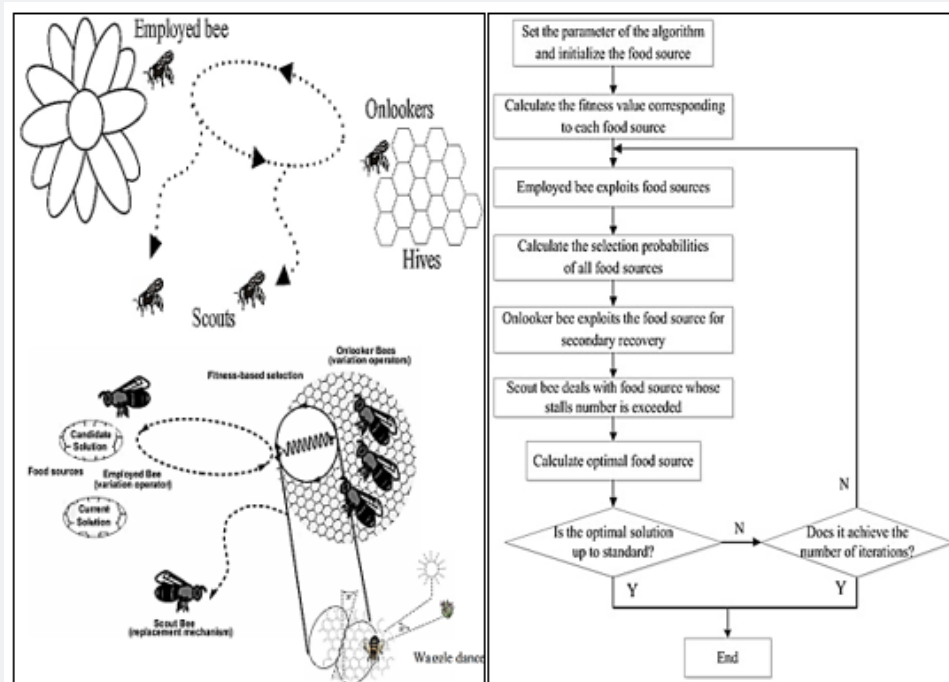 Employed bee
Onlookers
Hives
Scouts
Onlooker Bees
(variation operators)
Fitness-based selection
Candidate
Solution
Food sources
Employed Bee
(variation operator)
Current
Solution
Scout Bee
(replacement mechanism)
Waggle dance
Set the parameter of the algorithm
and initialize the food source
Calculate the fitness value corresponding
to each food source
Employed bee exploits food sources
Calculate the selection probabilities
of all food sources
Onlooker bee exploits the food source for
secondary recovery
Scout bee deals with food source whose
stalls number is exceeded
Calculate optimal food source
N
Is the optimal solution
up to standard?
N
Does it achieve the
number of iterions?
Y
Y
End